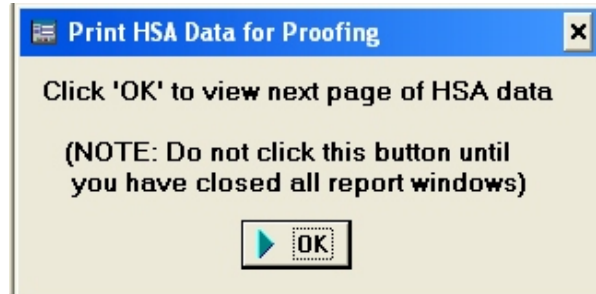 Print HSA Data for Proofing
Click 'OK' to view next page of HSA data
(NOTE: Do not click this button until
you have closed all report windows)
OK